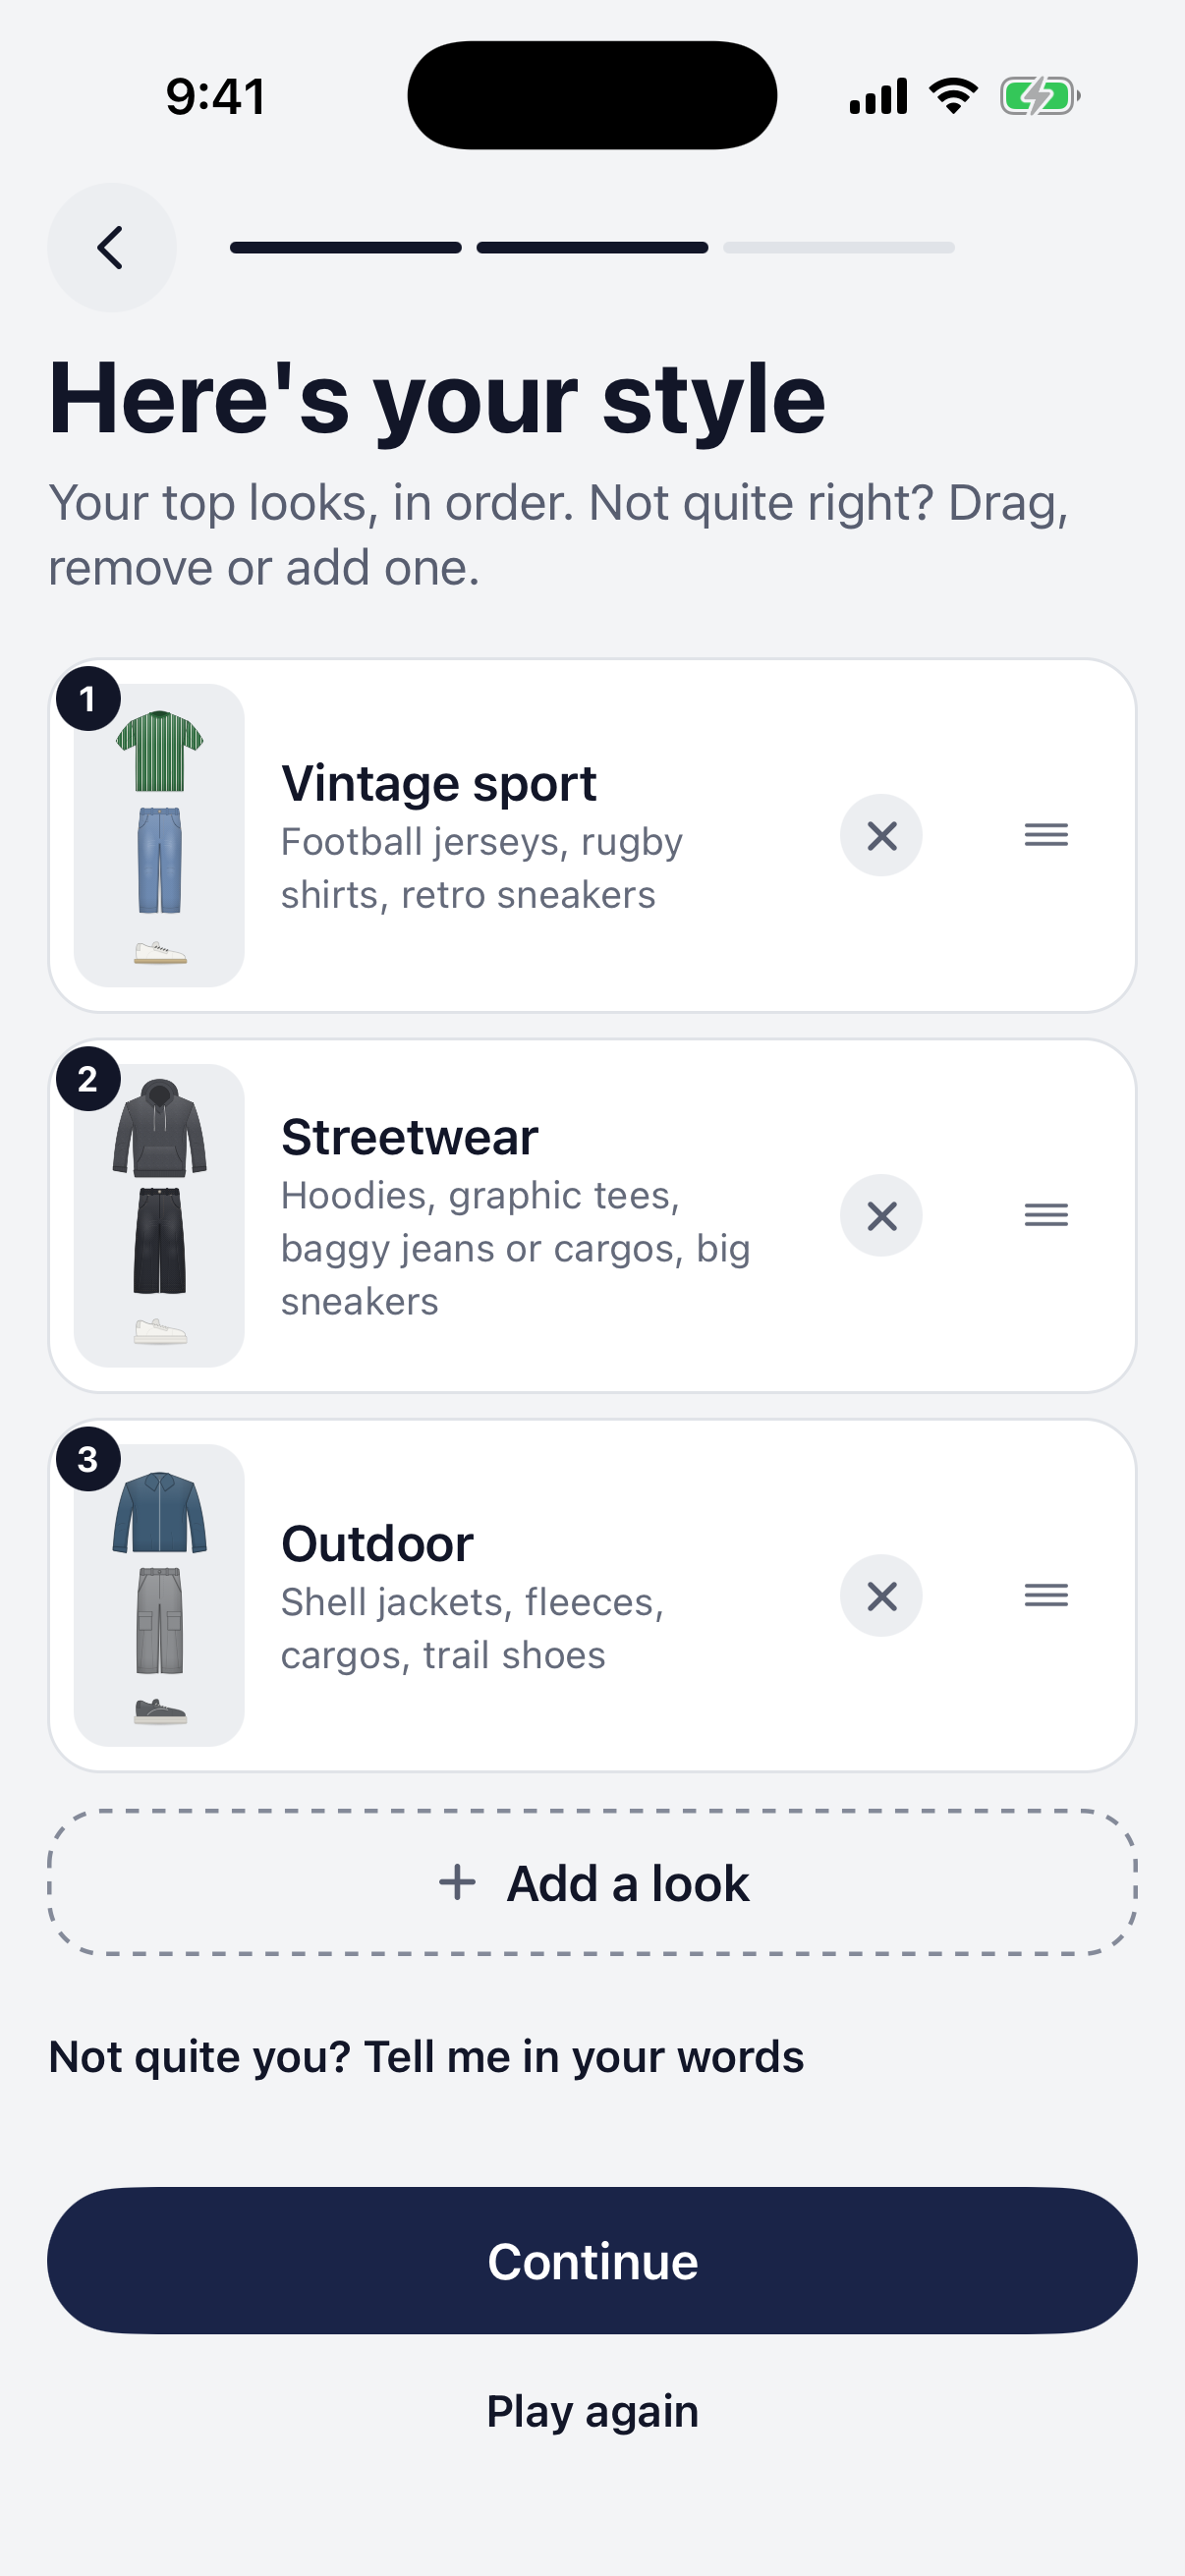 9:41
Here's your style
Your top looks, in order. Not quite right? Drag,
remove or add one.
1
Vintage sport
Football jerseys, rugby
shirts, retro sneakers
2
Streetwear
Hoodies, graphic tees,
baggy jeans or cargos, big
sneakers
3
Outdoor
Shell jackets, fleeces,
cargos, trail shoes
+ Add a look
Not quite you? Tell me in your words
Continue
Play again